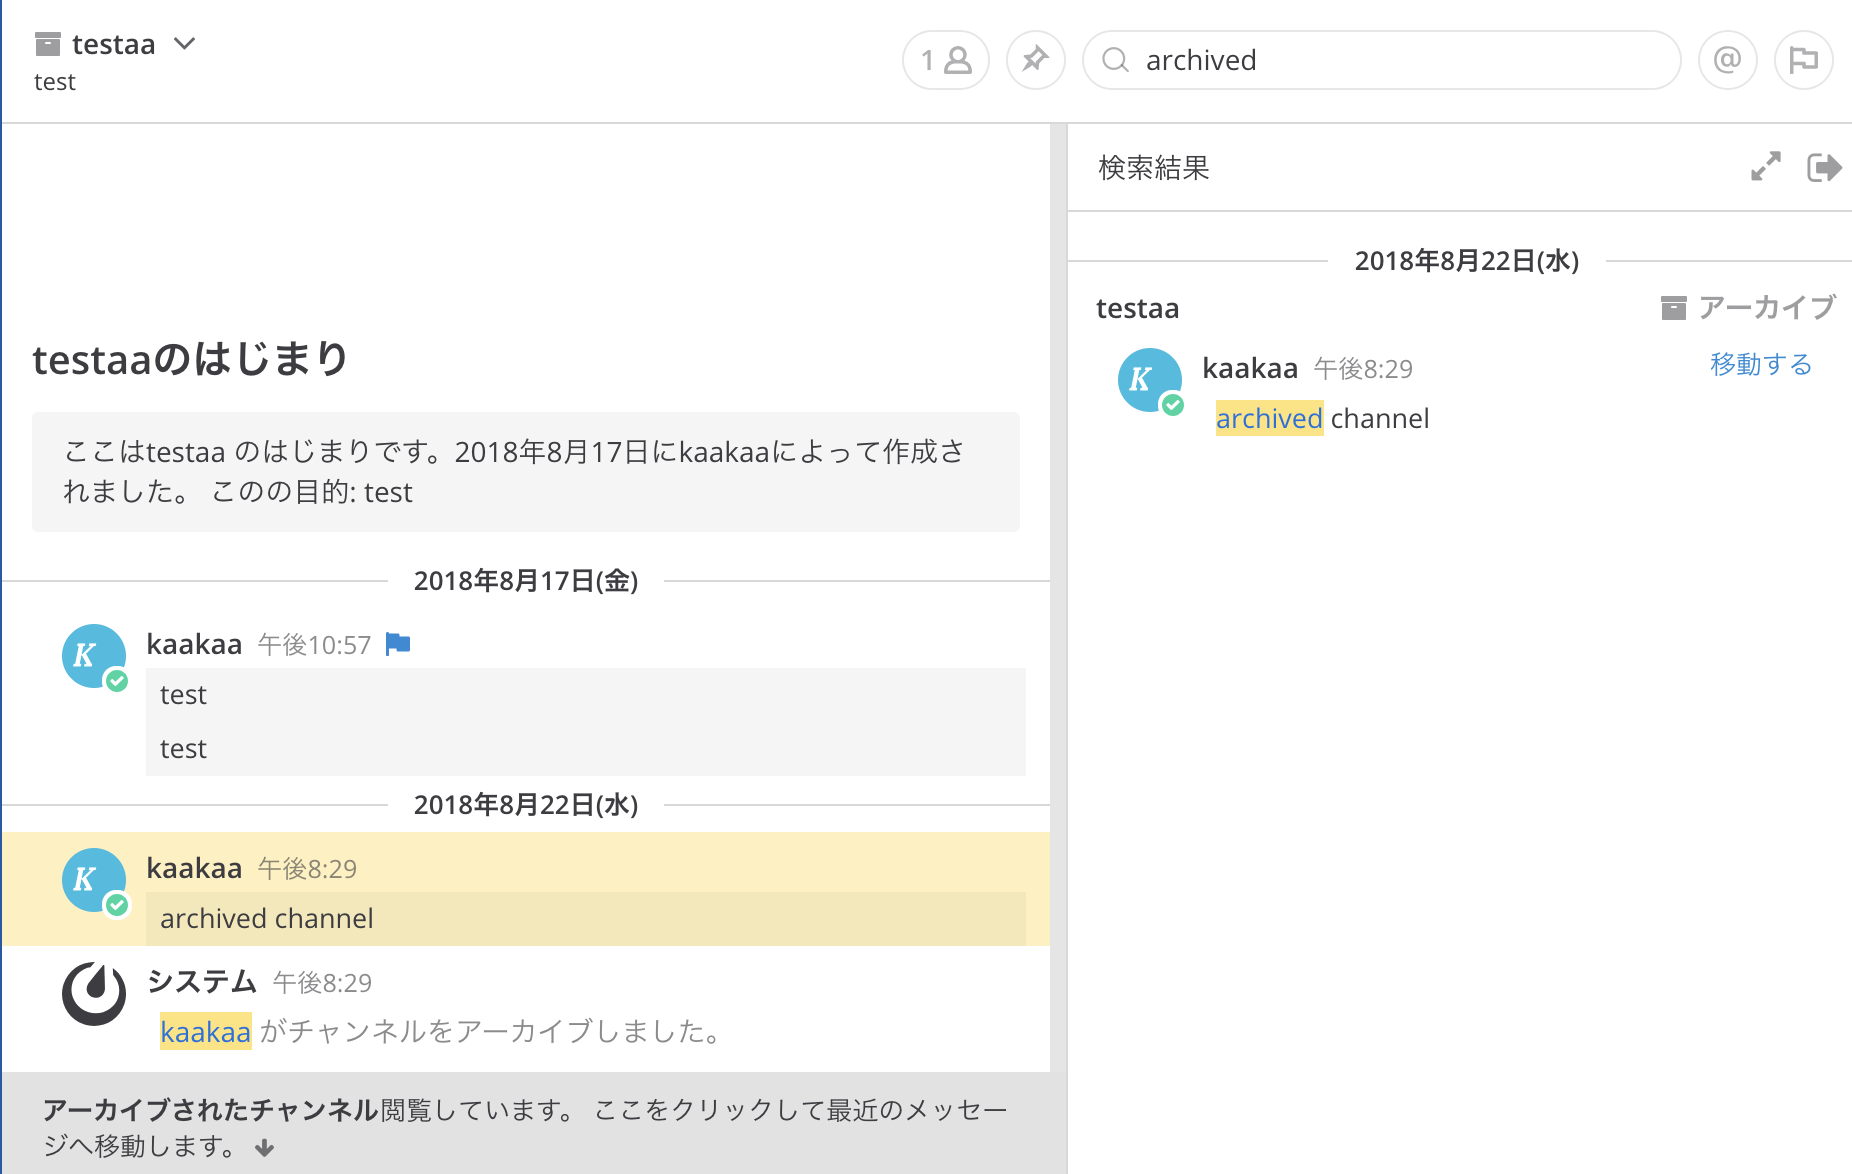 testaa
test
1
archived
@
testaaのはじまり
ここはtestaa のはじまりです。2018年8月17日にkaakaaによって作成さ
れました。 このの目的: test
2018年8月17日(金)
K
kaakaa 午後10:57
test
test
2018年8月22日(水)
K
kaakaa 午後8:29
archived channel
システム 午後8:29
kaakaa がチャンネルをアーカイブしました。
アーカイブされたチャンネル閲覧しています。 ここをクリックして最近のメッセー
ジへ移動します。
検索結果
2018年8月22日(水)
testaa アーカイブ
K
kaakaa 午後8:29 移動する
archived channel